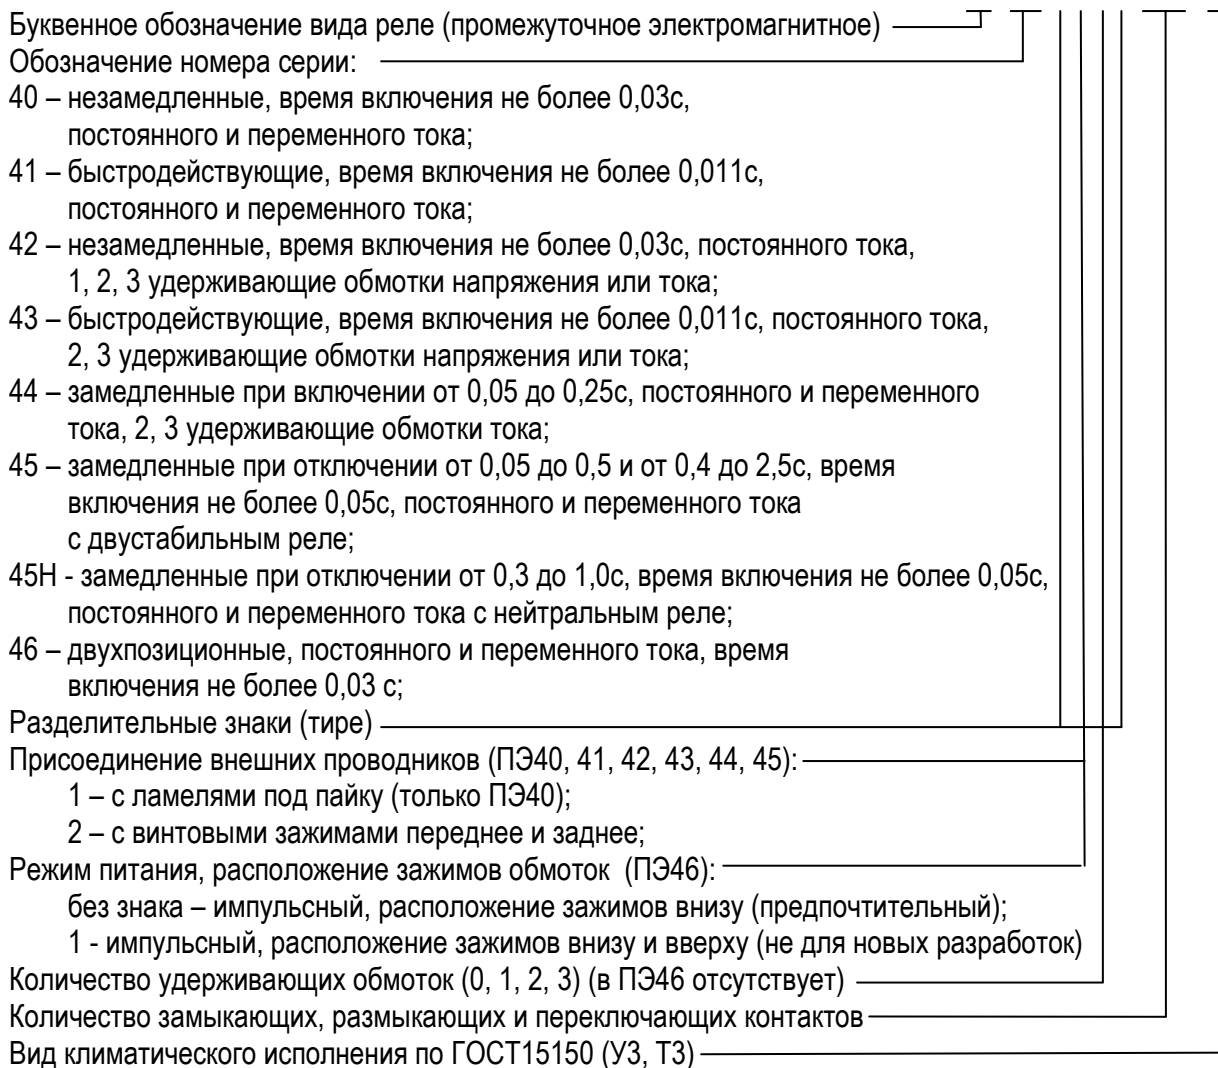 Буквенное обозначение вида реле (промежуточное электромагнитное)
Обозначение номера серии:
40 – незамедленные, время включения не более 0,03с,
постоянного и переменного тока;
41 – быстродействующие, время включения не более 0,011с,
постоянного и переменного тока;
42 – незамедленные, время включения не более 0,03с, постоянного тока,
1, 2, 3 удерживающие обмотки напряжения или тока;
43 – быстродействующие, время включения не более 0,011с, постоянного тока,
2, 3 удерживающие обмотки напряжения или тока;
44 – замедленные при включении от 0,05 до 0,25с, постоянного и переменного
тока, 2, 3 удерживающие обмотки тока;
45 – замедленные при отключении от 0,05 до 0,5 и от 0,4 до 2,5с, время
включения не более 0,05с, постоянного и переменного тока
с двустабильным реле;
45Н - замедленные при отключении от 0,3 до 1,0с, время включения не более 0,05с,
постоянного и переменного тока с нейтральным реле;
46 – двухпозиционные, постоянного и переменного тока, время
включения не более 0,03 с;
Разделительные знаки (тире)
Присоединение внешних проводников (ПЭ40, 41, 42, 43, 44, 45):
1 – с ламелями под пайку (только ПЭ40);
2 – с винтовыми зажимами переднее и заднее;
Режим питания, расположение зажимов обмоток (ПЭ46):
без знака – импульсный, расположение зажимов внизу (предпочтительный);
1 - импульсный, расположение зажимов внизу и вверху (не для новых разработок)
Количество удерживающих обмоток (0, 1, 2, 3) (в ПЭ46 отсутствует)
Количество замыкающих, размыкающих и переключающих контактов
Вид климатического исполнения по ГОСТ15150 (У3, Т3)